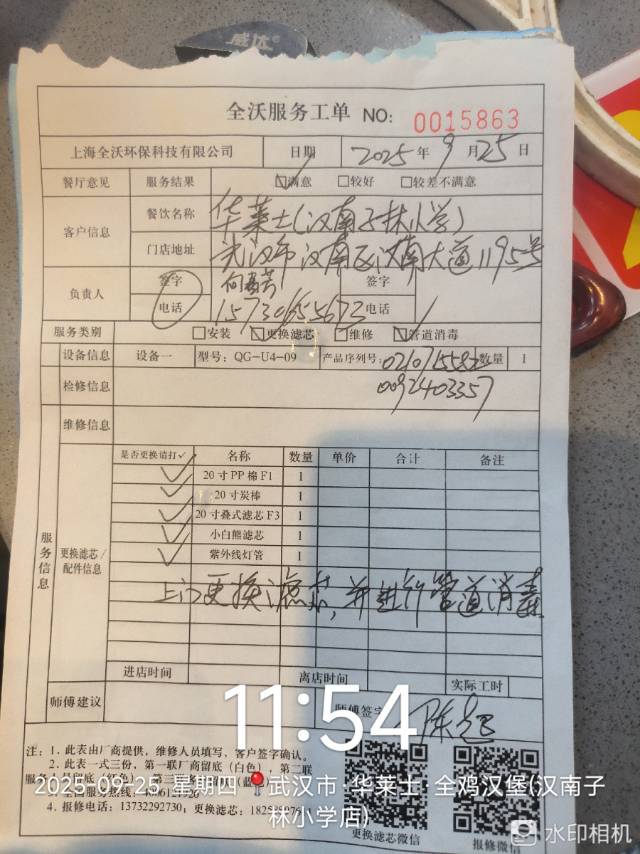 威达
全沃服务工单 NO: 0015863
上海全沃环保科技有限公司 日期 2025年9月25日
餐厅意见 服务结果 ☑满意 □较好 □较差不满意
客户信息 餐饮名称 华莱士(汉南子林小学)
门店地址 武汉市汉南区汉南大道1195号
负责人 签字 签字
电话 15730655673 电话 /
服务类别 □安装 ☑更换滤芯 □维修 ☑管道消毒
设备信息 设备一 型号: QG-U4-09 产品序列号: 数量 1
检修信息 0092403357
维修信息
服务信息
更换滤芯/配件信息
是否更换请打✓ 名称 数量 单价 合计 备注
✓ 20寸PP棉F1 1
✓ 20寸炭棒 1
✓ 20寸叠式滤芯F3 1
✓ 小白熊滤芯 1
✓ 紫外线灯管 1
上门更换滤芯,并进行管道消毒
进店时间 离店时间 实际工时
师傅建议 师傅签字
11:54
注: 1. 此表由厂商提供, 维修人员填写, 客户签字确认。
2. 此表一式三份, 第一联厂商留底(白色), 第二联
2025-09-25 星期四 武汉市·华莱士·全鸡汉堡(汉南子
林小学店)
4. 报修电话: 13732292730; 更换滤芯:
更换滤芯微信 报修微信
水印相机